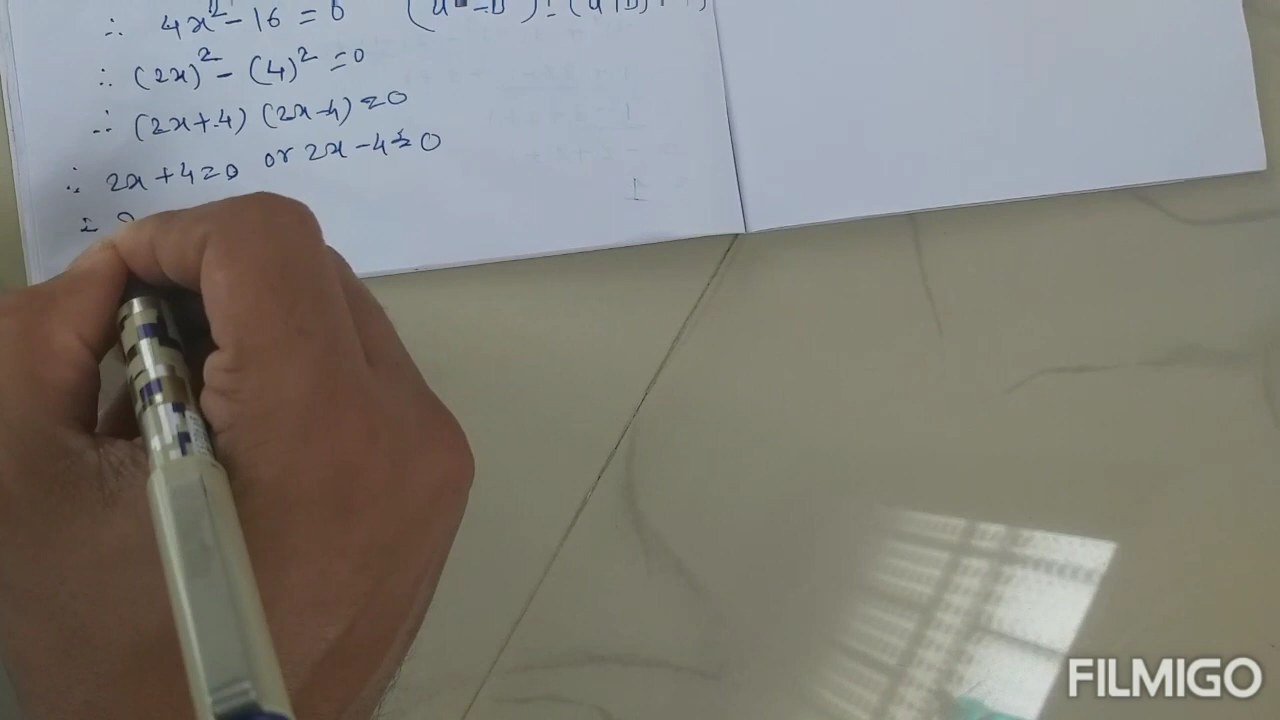 ∴ 4x² - 16 = 0
∴ (2x)² - (4)² = 0
∴ (2x+4) (2x-4) = 0
∴ 2x + 4 = 0 or 2x - 4 = 0
FILMIGO